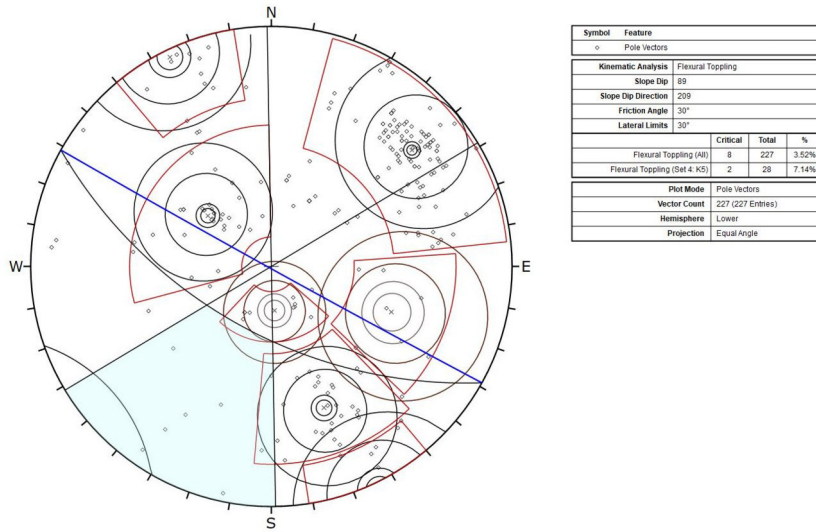 N
W
E
S
Symbol Feature
Pole Vectors
Kinematic Analysis Flexural Toppling
Slope Dip 89
Slope Dip Direction 209
Friction Angle 30°
Lateral Limits 30°
Critical Total %
Flexural Toppling (All) 8 227 3.52%
Flexural Toppling (Set 4: K5) 2 28 7.14%
Plot Mode Pole Vectors
Vector Count 227 (227 Entries)
Hemisphere Lower
Projection Equal Angle